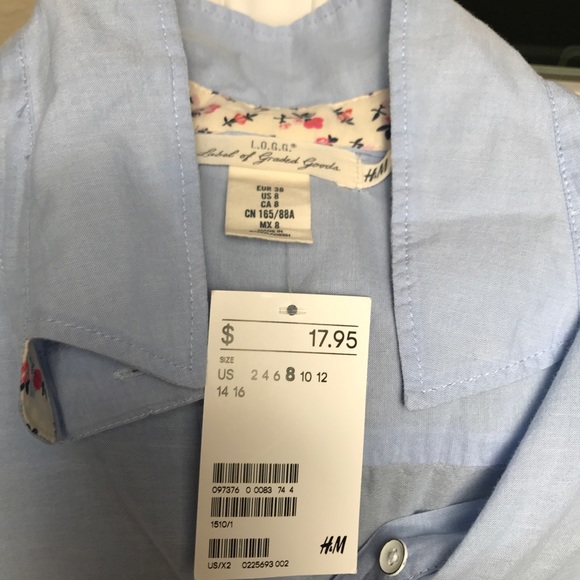 L.O.G.G.®
Label of Graded Goods
H&M
EUR 38
US 8
CA 8
CN 165/88A
MX 8
$ 17.95
SIZE
US 2 4 6 8 10 12
14 16
097376 0 0083 74 4
1510/1
H&M
US/X2 0225693 002